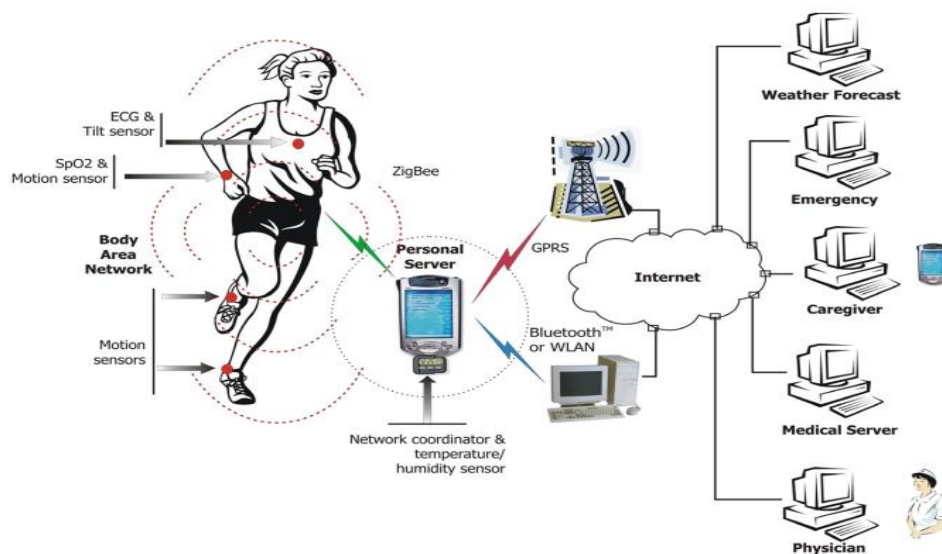 ECG &
Tilt sensor
SpO2 &
Motion sensor
Body
Area
Network
Motion
sensors
ZigBee
Personal
Server
Network coordinator &
temperature/
humidity sensor
GPRS
Bluetooth™
or WLAN
Internet
Weather Forecast
Emergency
Caregiver
Medical Server
Physician